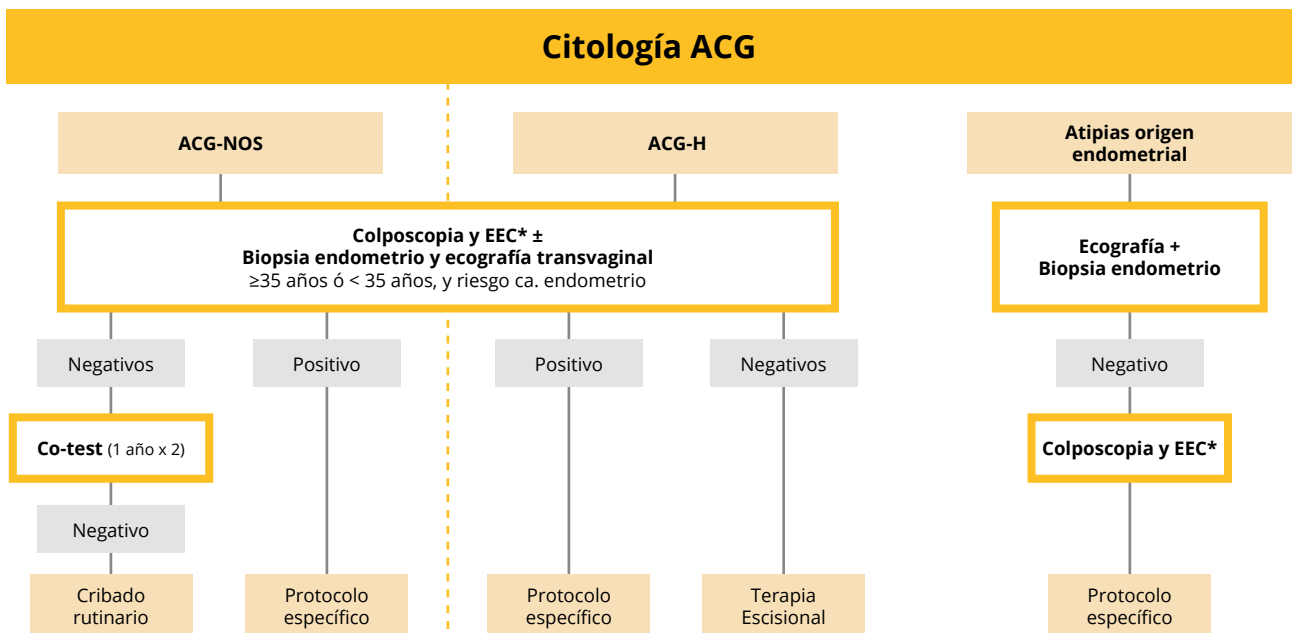 Citología ACG
ACG-NOS
ACG-H
Atipias origen
endometrial
Colposcopia y EEC* ±
Biopsia endometrio y ecografía transvaginal
≥35 años ó < 35 años, y riesgo ca. endometrio
Ecografía +
Biopsia endometrio
Negativos
Positivo
Positivo
Negativos
Negativo
Co-test (1 año x 2)
Colposcopia y EEC*
Negativo
Cribado
rutinario
Protocolo
específico
Protocolo
específico
Terapia
Escisional
Protocolo
específico